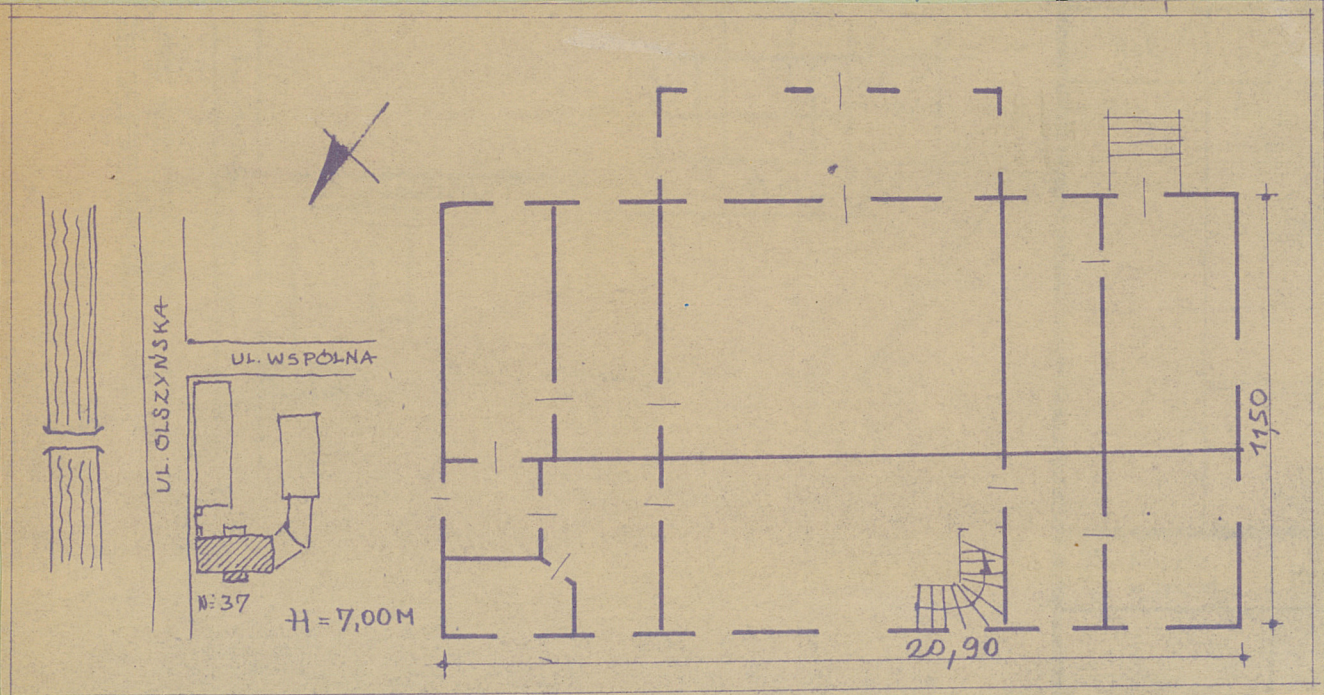 UL. OLSZYŃSKA
UL. WSPÓLNA
№ 37
H = 7,00 M
11,50
20,90